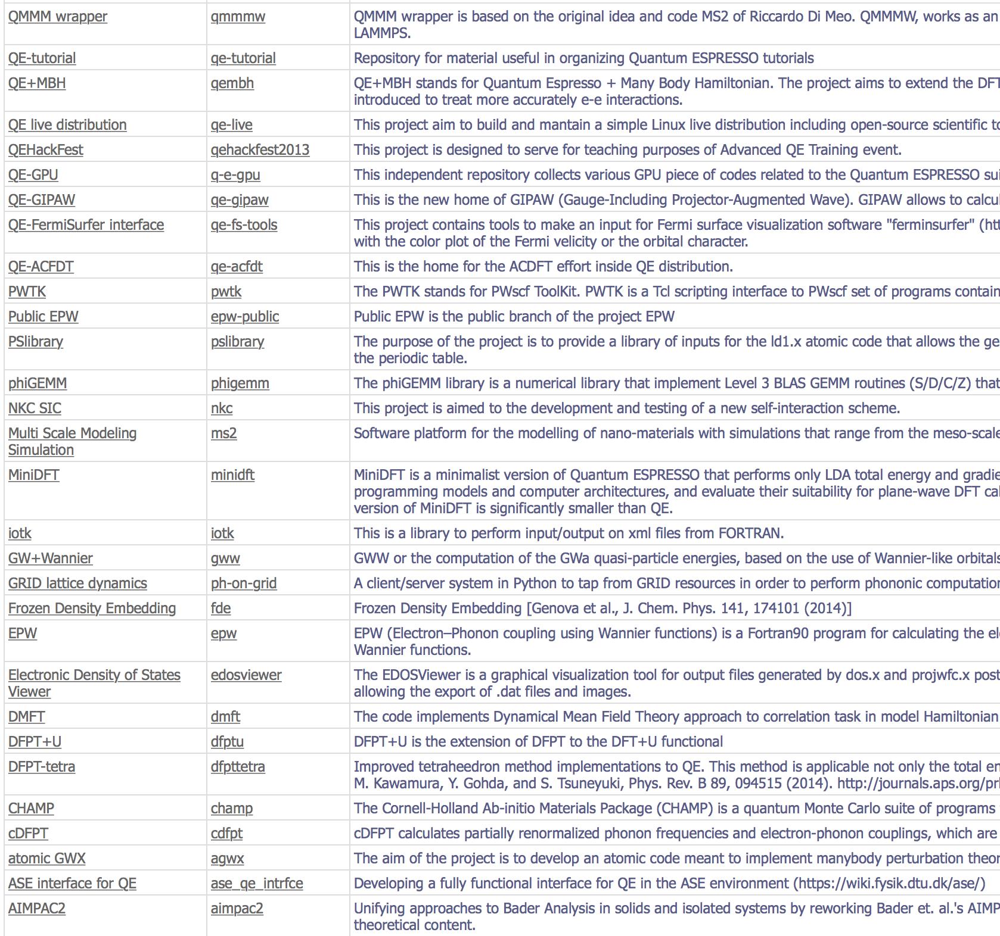 QMMM wrapper qmmmw QMMM wrapper is based on the original idea and code MS2 of Riccardo Di Meo. QMMMW, works as an
LAMMPS.
QE-tutorial qe-tutorial Repository for material useful in organizing Quantum ESPRESSO tutorials
QE+MBH qembh QE+MBH stands for Quantum Espresso + Many Body Hamiltonian. The project aims to extend the DFT
introduced to treat more accurately e-e interactions.
QE live distribution qe-live This project aim to build and mantain a simple Linux live distribution including open-source scientific
QEHackFest qehackfest2013 This project is designed to serve for teaching purposes of Advanced QE Training event.
QE-GPU q-e-gpu This independent repository collects various GPU piece of codes related to the Quantum ESPRESSO
QE-GIPAW qe-gipaw This is the new home of GIPAW (Gauge-Including Projector-Augmented Wave). GIPAW allows to
QE-FermiSurfer interface qe-fs-tools This project contains tools to make an input for Fermi surface visualization software "ferminsurfer"
with the color plot of the Fermi velicity or the orbital character.
QE-ACFDT qe-acfdt This is the home for the ACDFT effort inside QE distribution.
PWTK pwtk The PWTK stands for PWscf ToolKit. PWTK is a Tcl scripting interface to PWscf set of programs contain
Public EPW epw-public Public EPW is the public branch of the project EPW
PSlibrary pslibrary The purpose of the project is to provide a library of inputs for the ld1.x atomic code that allows the
the periodic table.
phiGEMM phigemm The phiGEMM library is a numerical library that implement Level 3 BLAS GEMM routines (S/D/C/Z) that
NKC SIC nkc This project is aimed to the development and testing of a new self-interaction scheme.
Multi Scale Modeling ms2 Software platform for the modelling of nano-materials with simulations that range from the meso-scale
Simulation
MiniDFT minidft MiniDFT is a minimalist version of Quantum ESPRESSO that performs only LDA total energy and
programming models and computer architectures, and evaluate their suitability for plane-wave DFT
version of MiniDFT is significantly smaller than QE.
iotk iotk This is a library to perform input/output on xml files from FORTRAN.
GW+Wannier gww GWW or the computation of the GWa quasi-particle energies, based on the use of Wannier-like orbitals
GRID lattice dynamics ph-on-grid A client/server system in Python to tap from GRID resources in order to perform phononic
Frozen Density Embedding fde Frozen Density Embedding [Genova et al., J. Chem. Phys. 141, 174101 (2014)]
EPW epw EPW (Electron–Phonon coupling using Wannier functions) is a Fortran90 program for calculating the
Wannier functions.
Electronic Density of States edosviewer The EDOSViewer is a graphical visualization tool for output files generated by dos.x and projwfc.x post
Viewer allowing the export of .dat files and images.
DMFT dmft The code implements Dynamical Mean Field Theory approach to correlation task in model Hamiltonian
DFPT+U dfptu DFPT+U is the extension of DFPT to the DFT+U functional
DFPT-tetra dfpttetra Improved tetraheedron method implementations to QE. This method is applicable not only the total
M. Kawamura, Y. Gohda, and S. Tsuneyuki, Phys. Rev. B 89, 094515 (2014). http://journals.aps.org/
CHAMP champ The Cornell-Holland Ab-initio Materials Package (CHAMP) is a quantum Monte Carlo suite of programs
cDFPT cdfpt cDFPT calculates partially renormalized phonon frequencies and electron-phonon couplings, which are
atomic GWX agwx The aim of the project is to develop an atomic code meant to implement manybody perturbation
ASE interface for QE ase_qe_intrfce Developing a fully functional interface for QE in the ASE environment (https://wiki.fysik.dtu.dk/ase/)
AIMPAC2 aimpac2 Unifying approaches to Bader Analysis in solids and isolated systems by reworking Bader et. al.'s
theoretical content.